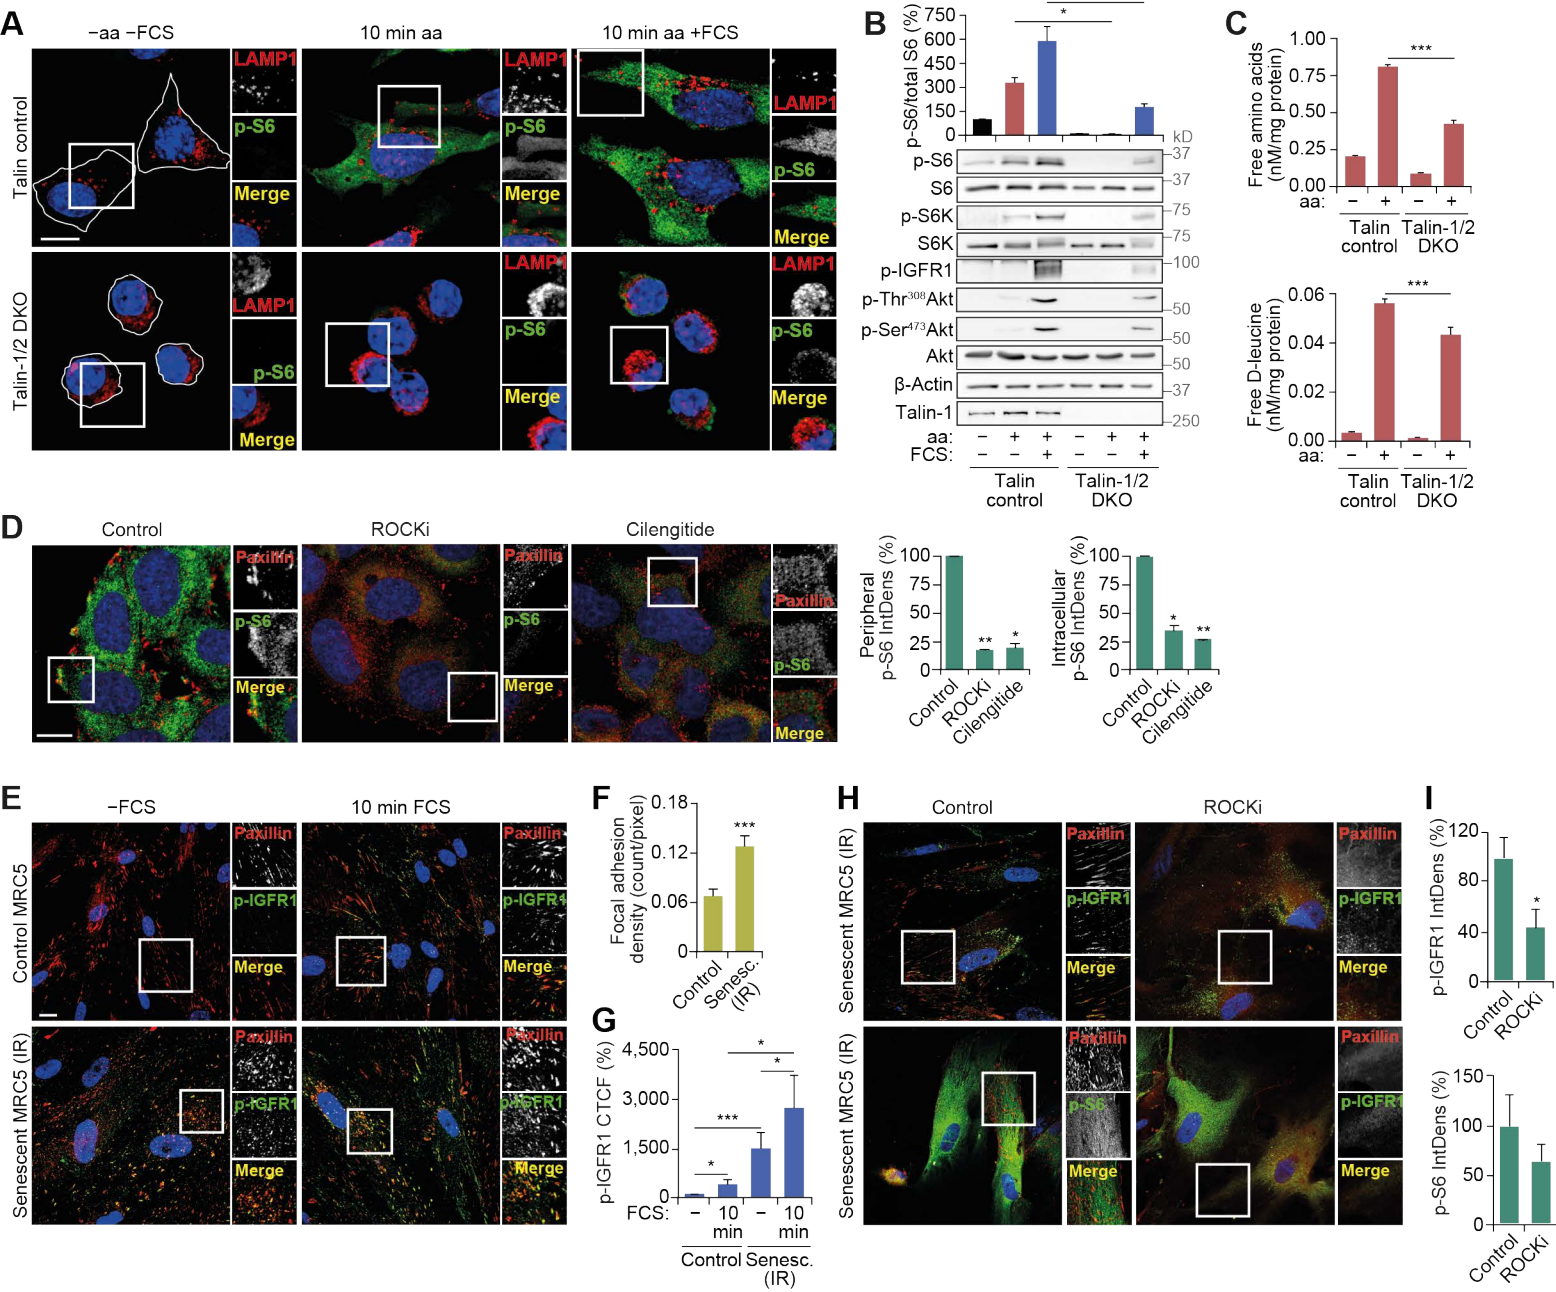 A
−aa −FCS
10 min aa
10 min aa +FCS
Talin control
LAMP1
p-S6
Merge
LAMP1
p-S6
Merge
LAMP1
p-S6
Merge
Talin-1/2 DKO
LAMP1
p-S6
Merge
LAMP1
p-S6
Merge
LAMP1
p-S6
Merge
B
p-S6/total S6 (%)
750
600
450
300
150
0
*
kD
p-S6
37
S6
37
p-S6K
75
S6K
75
p-IGFR1
100
p-Thr³⁰⁸Akt
50
p-Ser⁴⁷³Akt
50
Akt
50
β-Actin
37
Talin-1
250
aa: − + + − + +
FCS: − − + − − +
Talin control
Talin-1/2 DKO
C
Free amino acids (nM/mg protein)
1.00
0.75
0.50
0.25
0.00
***
aa: − + − +
Talin control
Talin-1/2 DKO
Free D-leucine (nM/mg protein)
0.06
0.04
0.02
0.00
***
aa: − + − +
Talin control
Talin-1/2 DKO
D
Control
ROCKi
Cilengitide
Paxillin
p-S6
Merge
Paxillin
p-S6
Merge
Paxillin
p-S6
Merge
Peripheral p-S6 IntDens (%)
100
75
50
25
0
**
*
Control
ROCKi
Cilengitide
Intracellular p-S6 IntDens (%)
100
75
50
25
0
*
**
Control
ROCKi
Cilengitide
E
−FCS
10 min FCS
Control MRC5
Paxillin
p-IGFR1
Merge
Paxillin
p-IGFR1
Merge
Senescent MRC5 (IR)
Paxillin
p-IGFR1
Merge
Paxillin
p-IGFR1
Merge
F
Focal adhesion density (count/pixel)
0.18
0.12
0.06
0
***
Control
Senesc. (IR)
G
p-IGFR1 CTCF (%)
4,500
3,000
1,500
0
*
*
***
*
FCS: − 10 min − 10 min
Control
Senesc. (IR)
H
Control
ROCKi
Senescent MRC5 (IR)
Paxillin
p-IGFR1
Merge
Paxillin
p-IGFR1
Merge
Senescent MRC5 (IR)
Paxillin
p-S6
Merge
Paxillin
p-IGFR1
Merge
I
p-IGFR1 IntDens (%)
120
80
40
0
*
Control
ROCKi
p-S6 IntDens (%)
150
100
50
0
Control
ROCKi